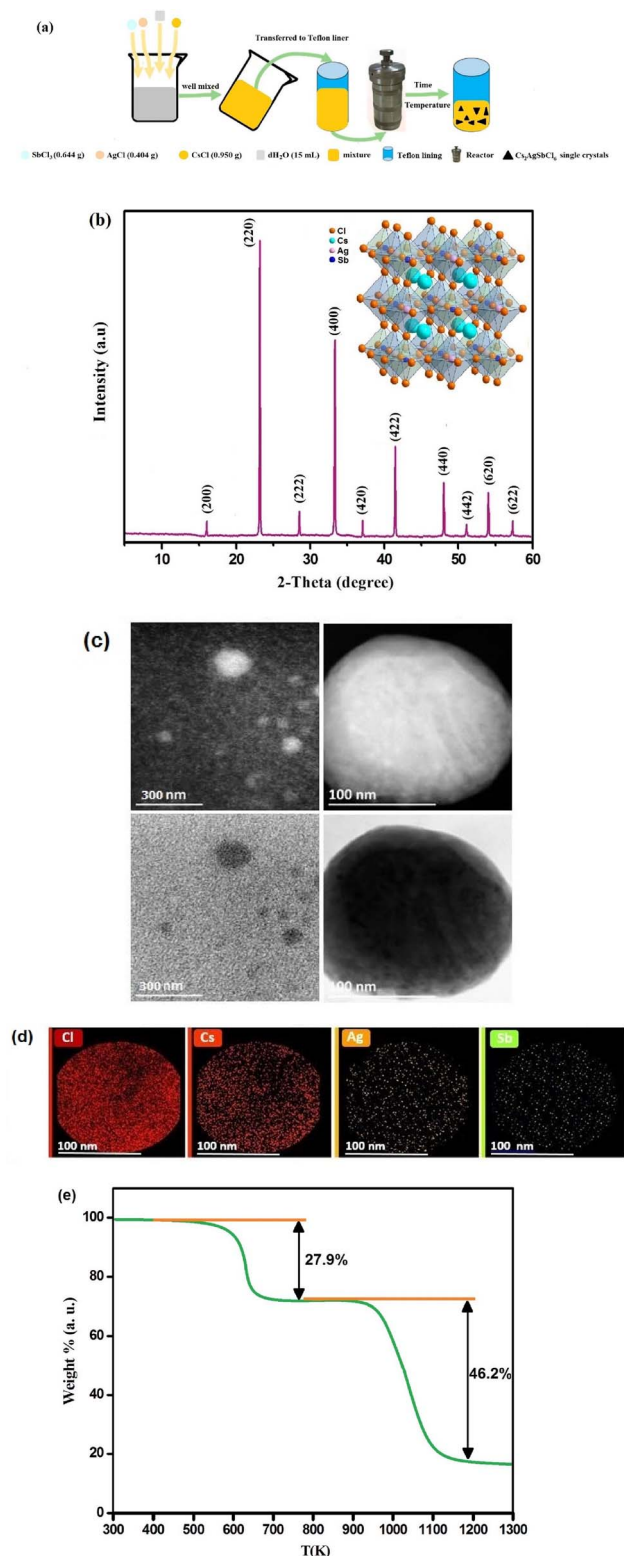 (a)
Transferred to Teflon liner
well mixed
Time
Temperature
SbCl3 (0.644 g) AgCl (0.404 g) CsCl (0.950 g) dH2O (15 mL) mixture Teflon lining Reactor Cs2AgSbCl6 single crystals
(b)
Cl
Cs
Ag
Sb
(200)
(220)
(222)
(400)
(420)
(422)
(440)
(442)
(620)
(622)
Intensity (a.u)
10 20 30 40 50 60
2-Theta (degree)
(c)
300 nm 100 nm
300 nm 100 nm
(d)
Cl Cs Ag Sb
100 nm 100 nm 100 nm 100 nm
(e)
100
80
60
40
20
0
27.9%
46.2%
Weight % (a. u.)
300 400 500 600 700 800 900 1000 1100 1200 1300
T(K)